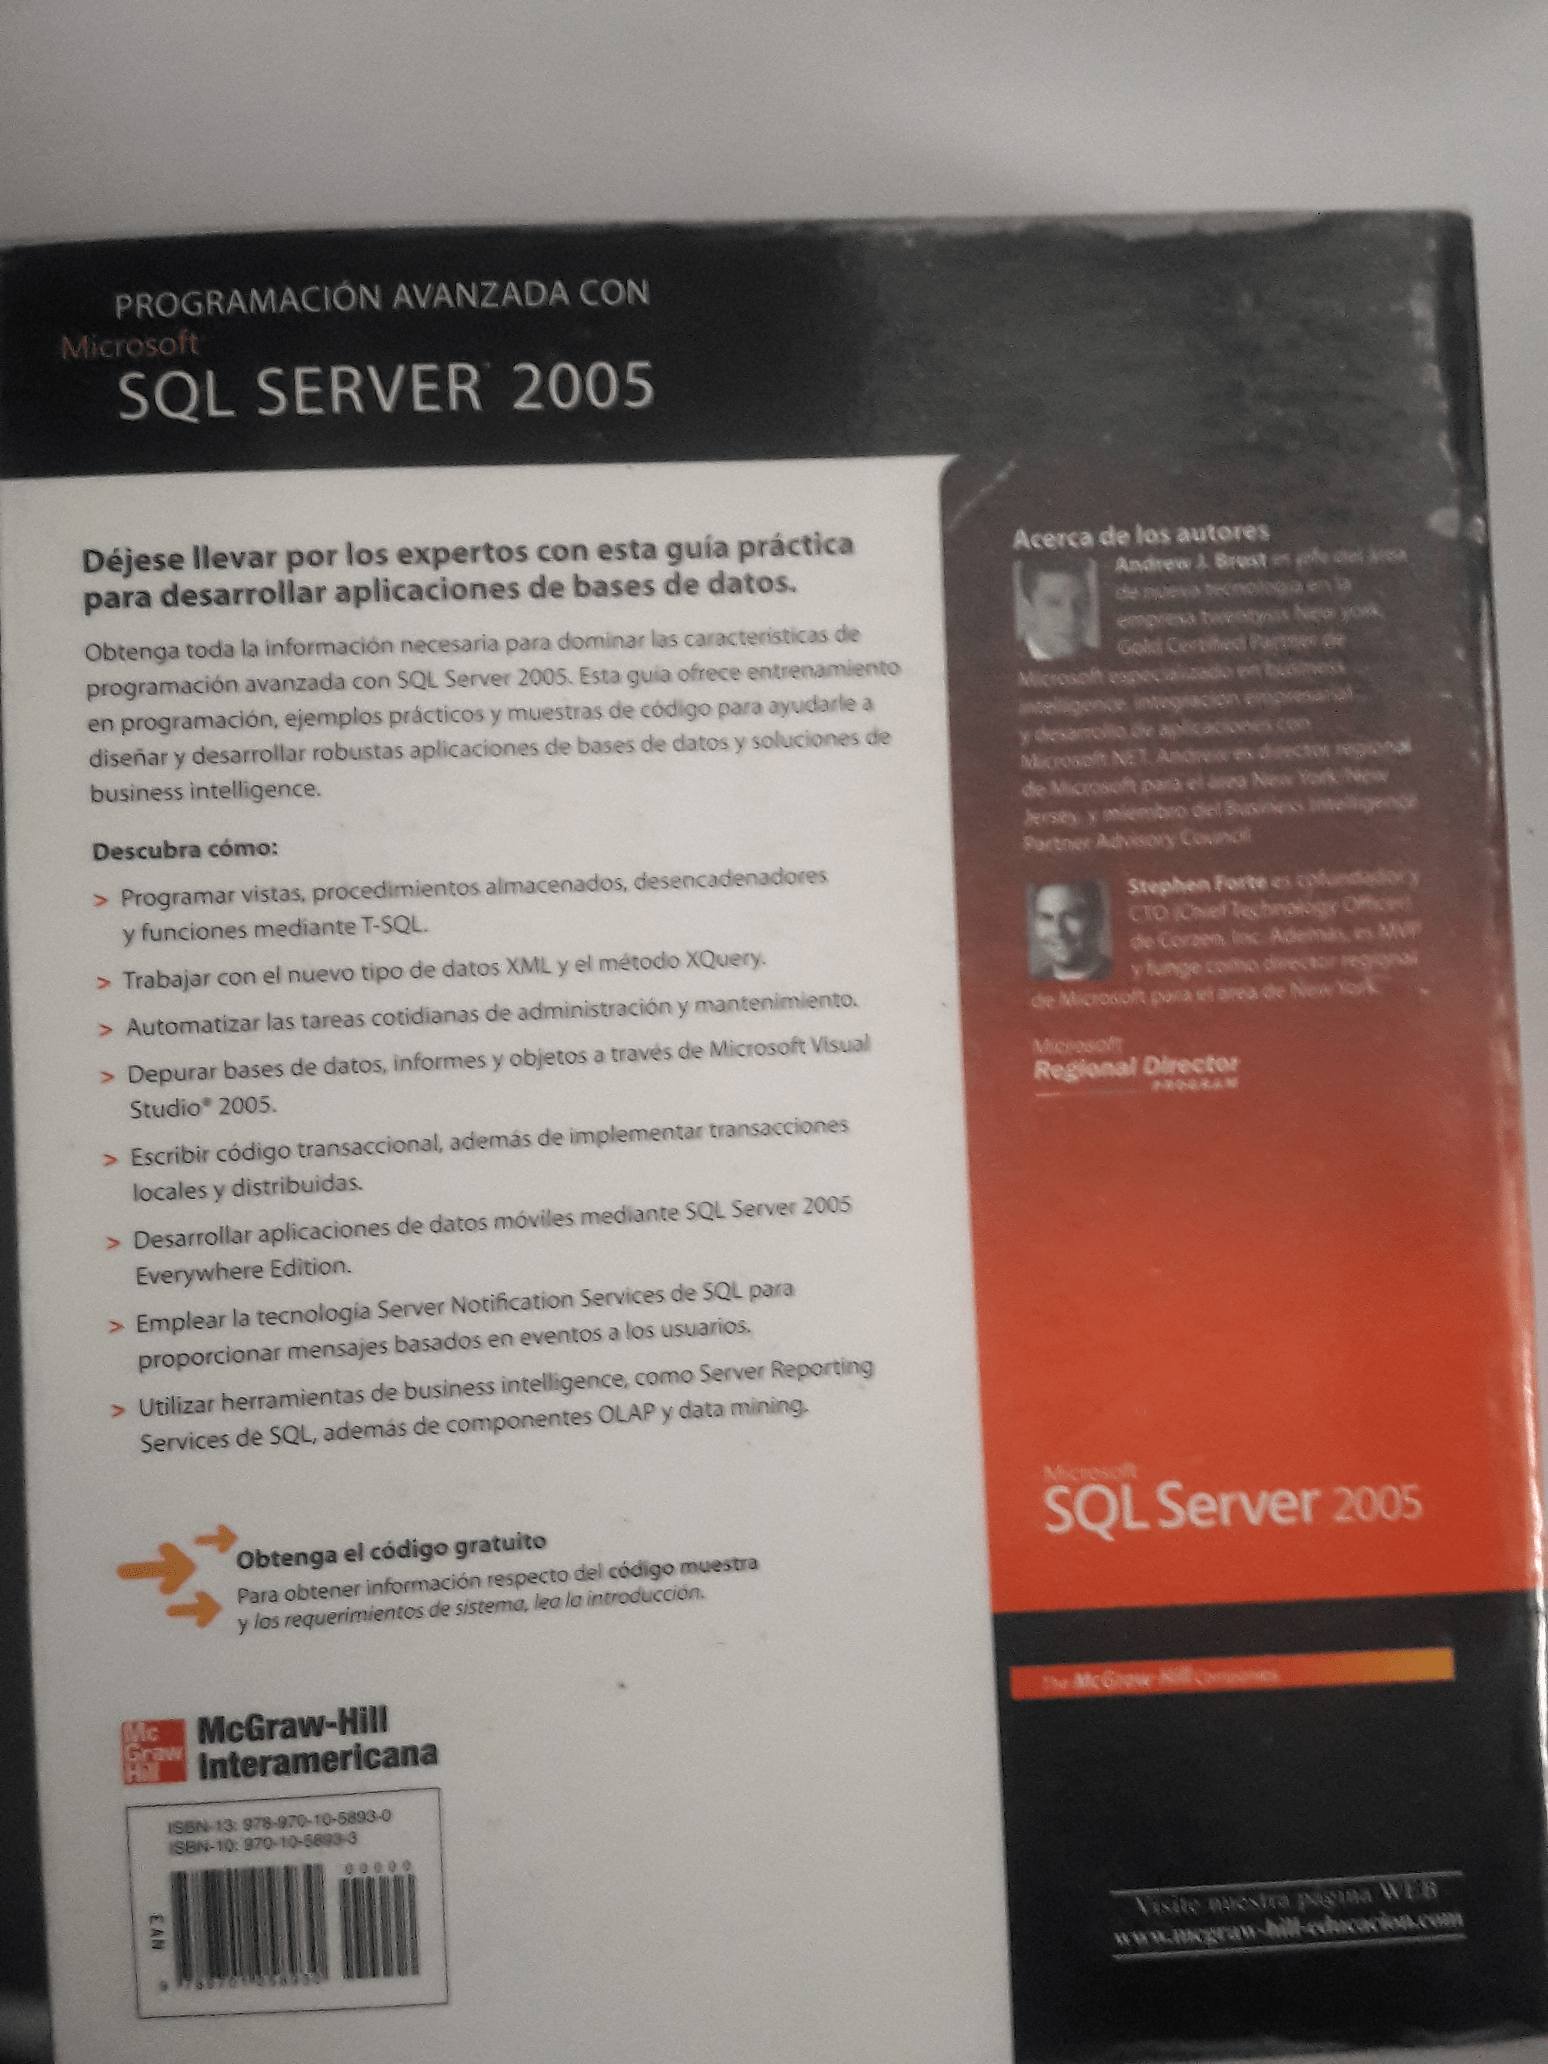 PROGRAMACIÓN AVANZADA CON
Microsoft
SQL SERVER 2005
Déjese llevar por los expertos con esta guía práctica
para desarrollar aplicaciones de bases de datos.
Obtenga toda la información necesaria para dominar las características de
programación avanzada con SQL Server 2005. Esta guía ofrece entrenamiento
en programación, ejemplos prácticos y muestras de código para ayudarle a
diseñar y desarrollar robustas aplicaciones de bases de datos y soluciones de
business intelligence.
Descubra cómo:
> Programar vistas, procedimientos almacenados, desencadenadores
y funciones mediante T-SQL.
> Trabajar con el nuevo tipo de datos XML y el método XQuery.
> Automatizar las tareas cotidianas de administración y mantenimiento.
> Depurar bases de datos, informes y objetos a través de Microsoft Visual
Studio® 2005.
> Escribir código transaccional, además de implementar transacciones
locales y distribuidas.
> Desarrollar aplicaciones de datos móviles mediante SQL Server 2005
Everywhere Edition.
> Emplear la tecnología Server Notification Services de SQL para
proporcionar mensajes basados en eventos a los usuarios.
> Utilizar herramientas de business intelligence, como Server Reporting
Services de SQL, además de componentes OLAP y data mining.
Obtenga el código gratuito
Para obtener información respecto del código muestra
y los requerimientos de sistema, lea la introducción.
Mc
Graw
Hill
McGraw-Hill
Interamericana
ISBN-13: 978-970-10-5893-0
ISBN-10: 970-10-5893-3
00000
EAN
9 789701 058930
Acerca de los autores
Andrew J. Brust es jefe del área
de nueva tecnología en la
empresa twentysix New york,
Gold Certified Partner de
Microsoft especializado en business
intelligence, integración empresarial
y desarrollo de aplicaciones con
Microsoft.NET. Andrew es director regional
de Microsoft para el área New York/New
Jersey, y miembro del Business Intelligence
Partner Advisory Council.
Stephen Forte es cofundador y
CTO (Chief Technology Officer)
de Corzen, Inc. Además, es MVP
y funge como director regional
de Microsoft para el area de New York.
Microsoft
Regional Director
PROGRAM
Microsoft
SQL Server 2005
The McGraw-Hill Companies
Visite nuestra página WEB
www.mcgraw-hill-educacion.com